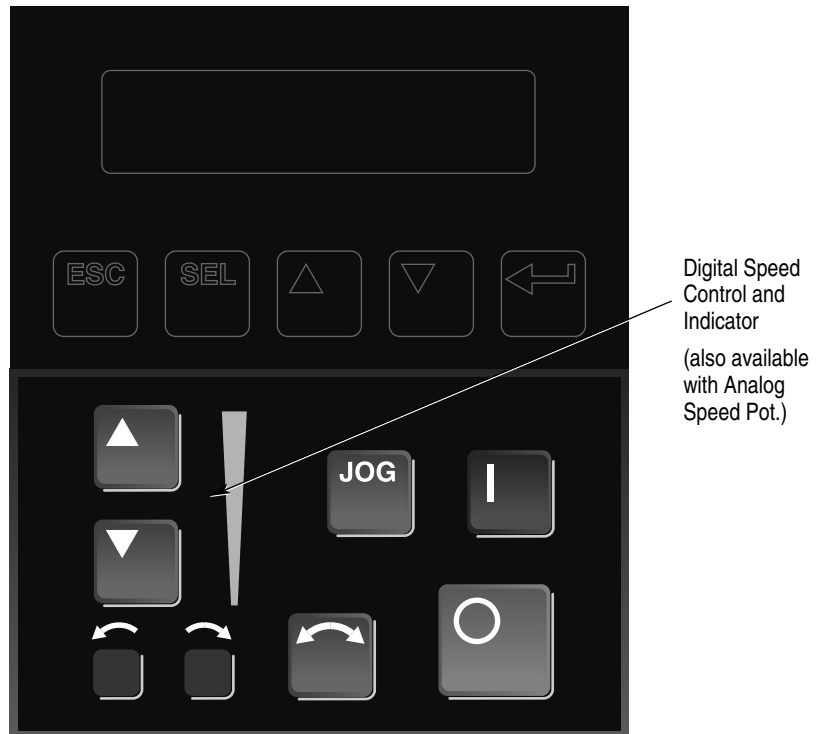 ESC SEL
Digital Speed
Control and
Indicator
(also available
with Analog
Speed Pot.)
JOG